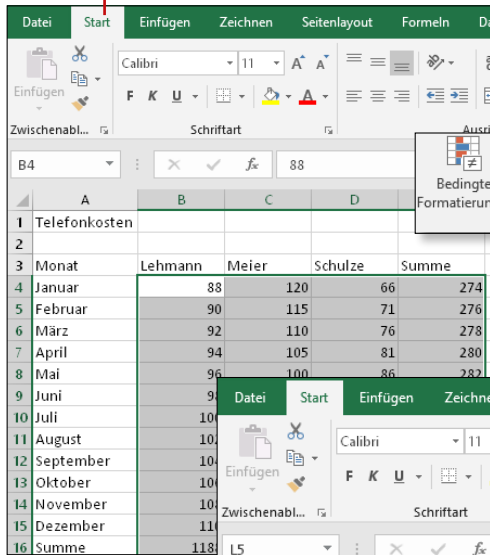 Datei Start Einfügen Zeichnen Seitenlayout Formeln
Calibri 11 A A
Einfügen
F K U A
Zwischenabl... Schriftart
B4 fx 88
Bedingte
A B C D
1 Telefonkosten
2
3 Monat Lehmann Meier Schulze Summe
4 Januar 88 120 66 274
5 Februar 90 115 71 276
6 März 92 110 76 278
7 April 94 105 81 280
8 Mai 96 100 86 282
9 Juni
10 Juli
11 August
12 September
13 Oktober
14 November
15 Dezember
16 Summe
Datei Start Einfügen
Calibri 11
Einfügen
F K U
Zwischenabl... Schriftart
L5 fx